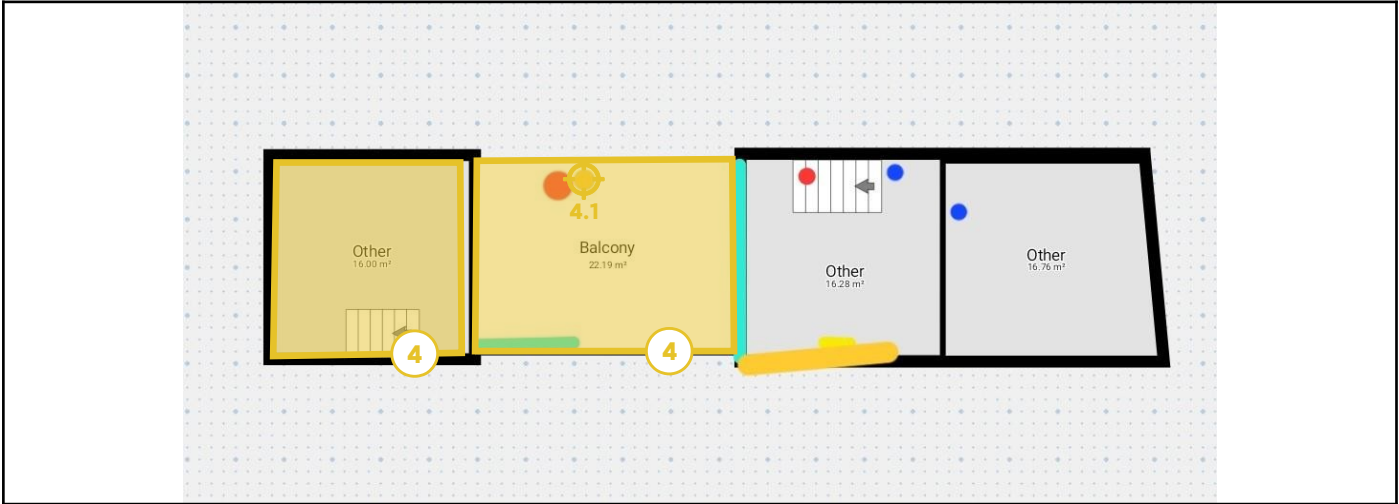 4.1
Balcony
22.19 m²
Other
16.00 m²
Other
16.28 m²
Other
16.76 m²
4
4